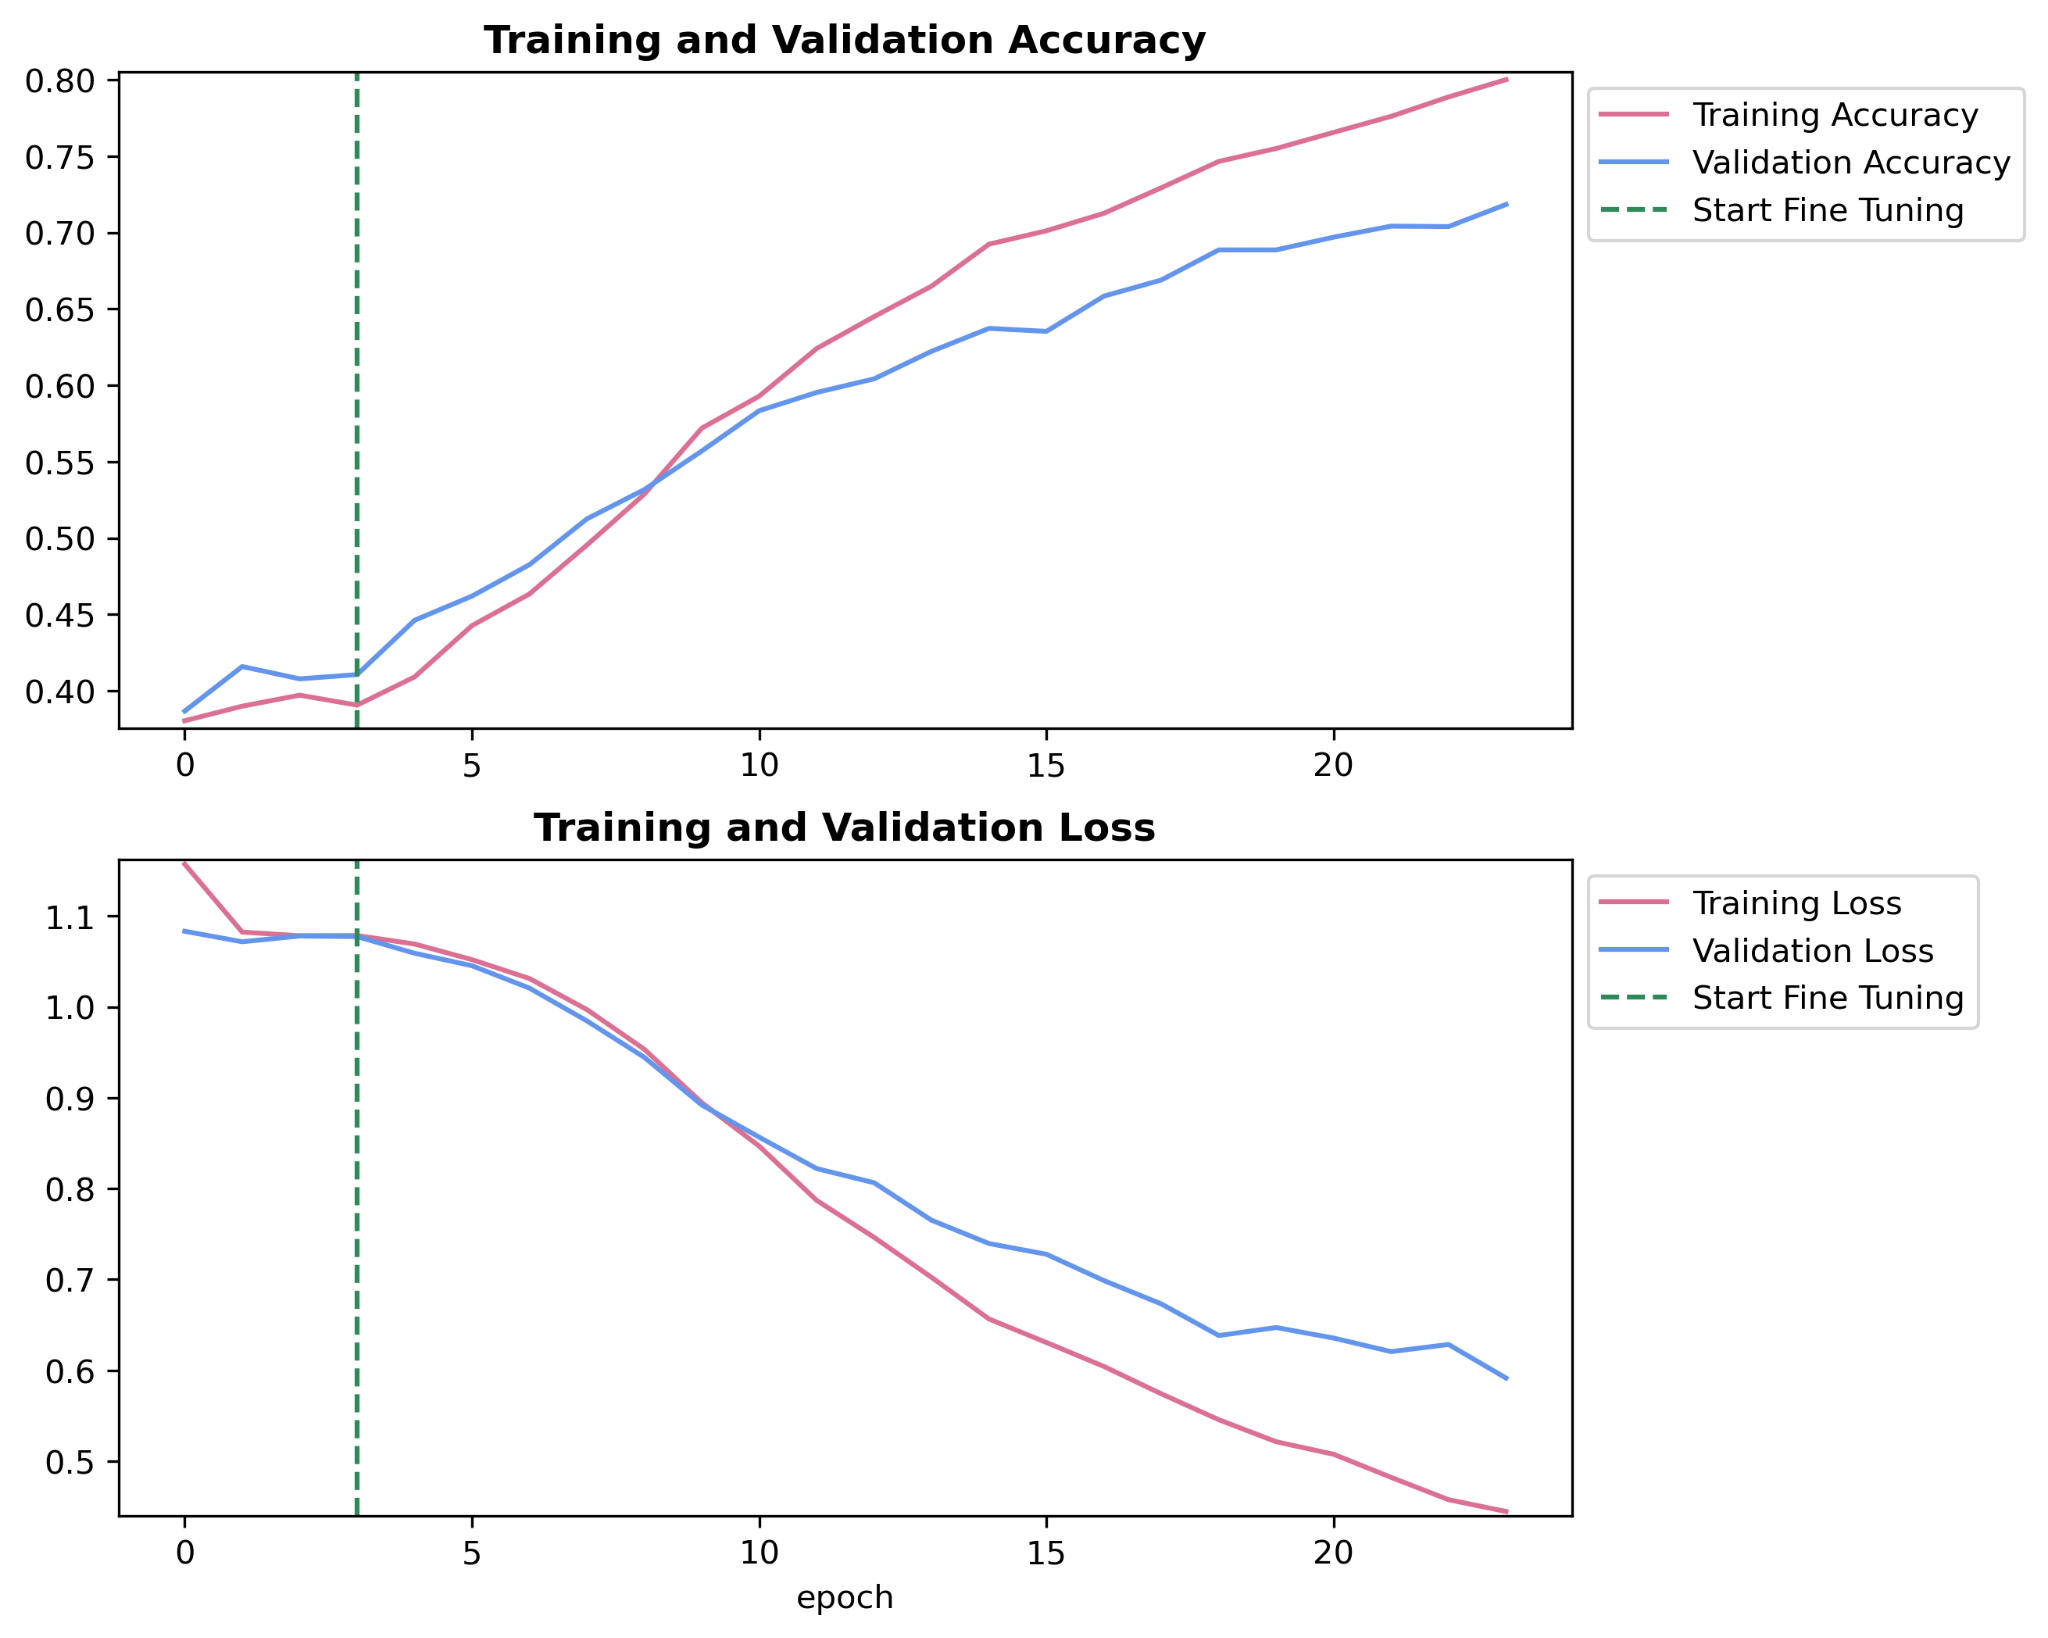 Training and Validation Accuracy
0.80
0.75
0.70
0.65
0.60
0.55
0.50
0.45
0.40
0 5 10 15 20
Training Accuracy
Validation Accuracy
Start Fine Tuning
Training and Validation Loss
1.1
1.0
0.9
0.8
0.7
0.6
0.5
0 5 10 15 20
epoch
Training Loss
Validation Loss
Start Fine Tuning